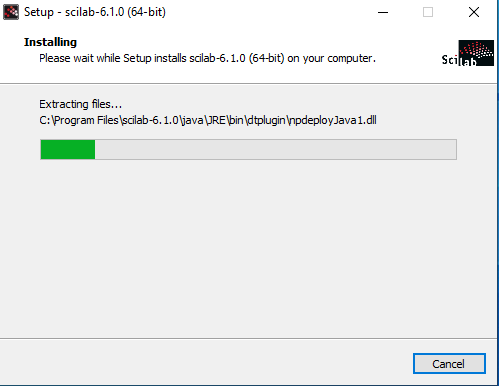 Setup - scilab-6.1.0 (64-bit)
Installing
Please wait while Setup installs scilab-6.1.0 (64-bit) on your computer.
Scilab
Extracting files...
C:\Program Files\scilab-6.1.0\java\JRE\bin\dtplugin\npdeployJava1.dll
Cancel